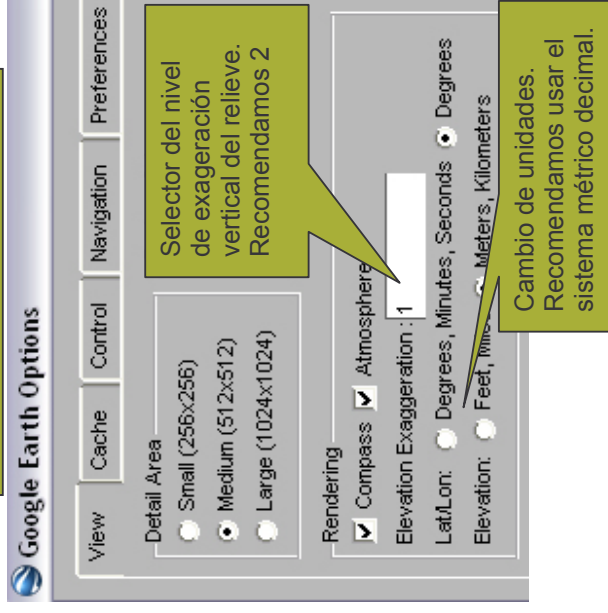 Google Earth Options
View
Cache
Control
Navigation
Preferences
Detail Area
Small (256x256)
Medium (512x512)
Large (1024x1024)
Selector del nivel
de exageración
vertical del relieve.
Recomendamos 2
Rendering
Compass
Atmosphere
Elevation Exaggeration : 1
Lat/Lon:
Degrees, Minutes, Seconds
Degrees
Elevation:
Feet,
Meters, Kilometers
Cambio de unidades.
Recomendamos usar el
sistema métrico decimal.